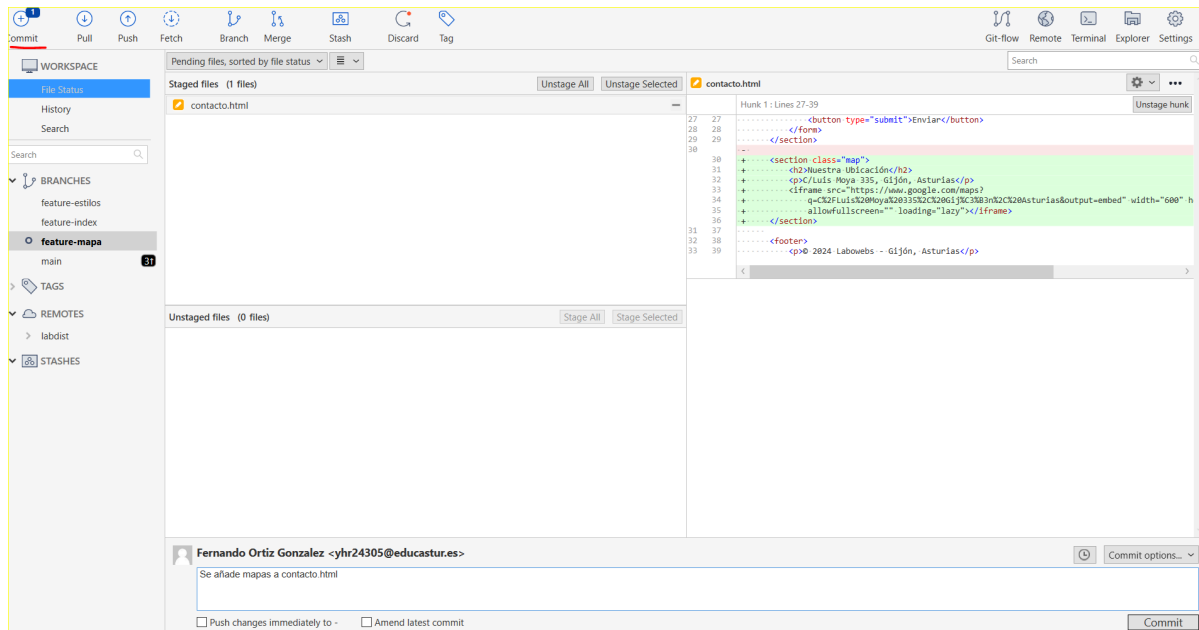 1
Commit Pull Push Fetch Branch Merge Stash Discard Tag Git-flow Remote Terminal Explorer Settings
WORKSPACE
File Status
History
Search
Search
BRANCHES
feature-estilos
feature-index
feature-mapa
main 3↑
TAGS
REMOTES
labdist
STASHES
Pending files, sorted by file status
Search
Staged files (1 files) Unstage All Unstage Selected
contacto.html
Unstaged files (0 files) Stage All Stage Selected
contacto.html
Hunk 1 : Lines 27-39 Unstage hunk
27 27 <button type="submit">Enviar</button>
28 28 </form>
29 29 </section>
30 -
30 + <section class="map">
31 + <h2>Nuestra Ubicación</h2>
32 + <p>C/Luis Moya 335, Gijón, Asturias</p>
33 + <iframe src="https://www.google.com/maps?
34 + q=C%2FLuis%20Moya%20335%2C%20Gij%C3%B3n%2C%20Asturias&output=embed" width="600" h
35 + allowfullscreen="" loading="lazy"></iframe>
36 + </section>
31 37
32 38 <footer>
33 39 <p>© 2024 Labowebs - Gijón, Asturias</p>
Fernando Ortiz Gonzalez <yhr24305@educastur.es>
Commit options...
Se añade mapas a contacto.html
Push changes immediately to -
Amend latest commit
Commit